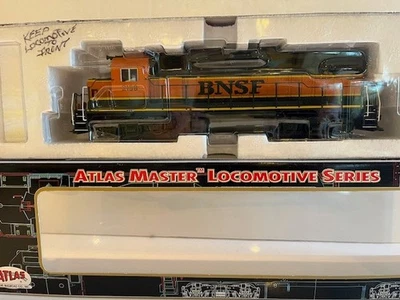 KEEP
LOCOMOTIVE
FRONT
BNSF
ATLAS MASTER™ LOCOMOTIVE SERIES
ATLAS